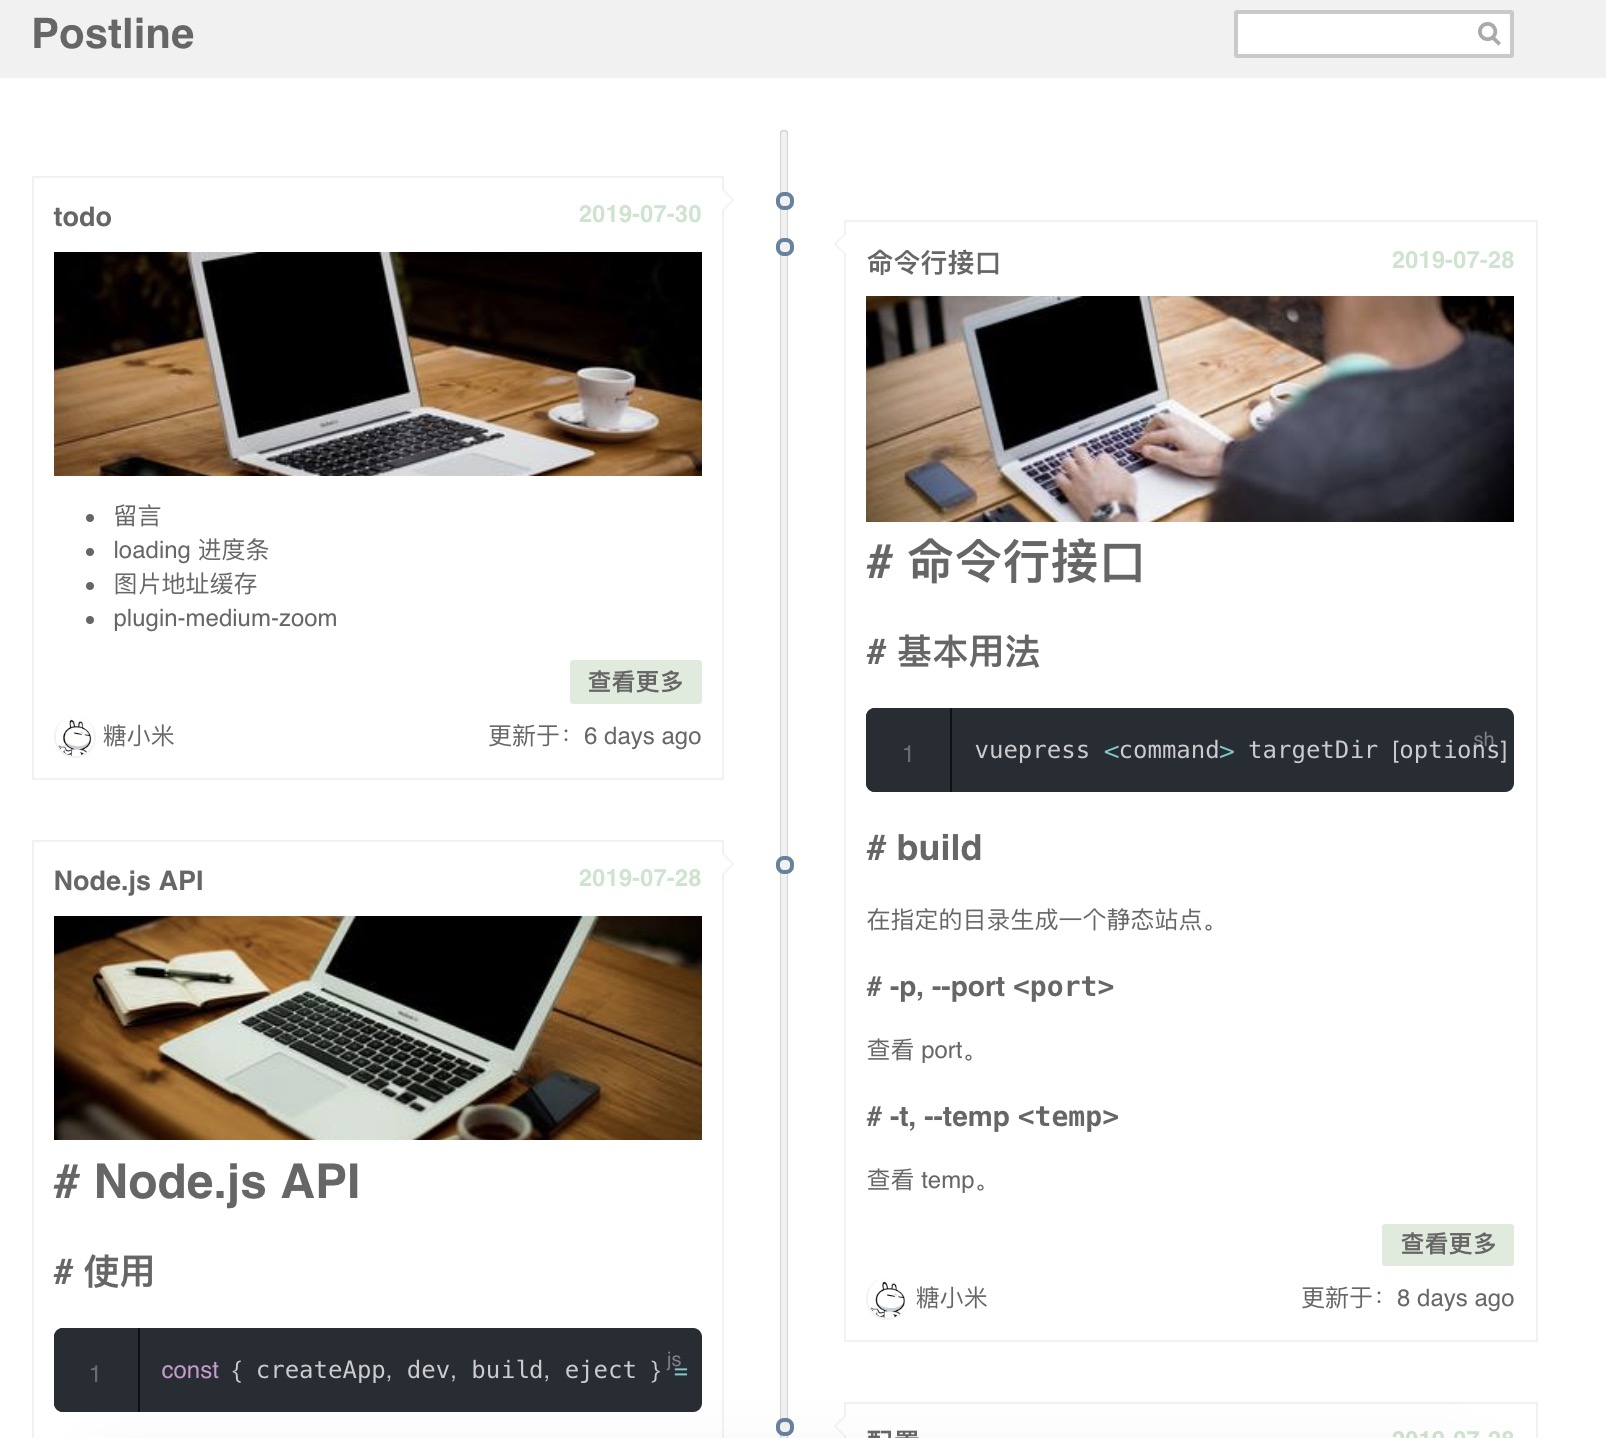 Postline
todo
2019-07-30
留言
loading 进度条
图片地址缓存
plugin-medium-zoom
查看更多
糖小米
更新于：6 days ago
命令行接口
2019-07-28
# 命令行接口
# 基本用法
sh
1
vuepress <command> targetDir [options]
# build
在指定的目录生成一个静态站点。
# -p, --port <port>
查看 port。
# -t, --temp <temp>
查看 temp。
查看更多
糖小米
更新于：8 days ago
Node.js API
2019-07-28
# Node.js API
# 使用
js
1
const { createApp, dev, build, eject } =
配置
2019-07-28